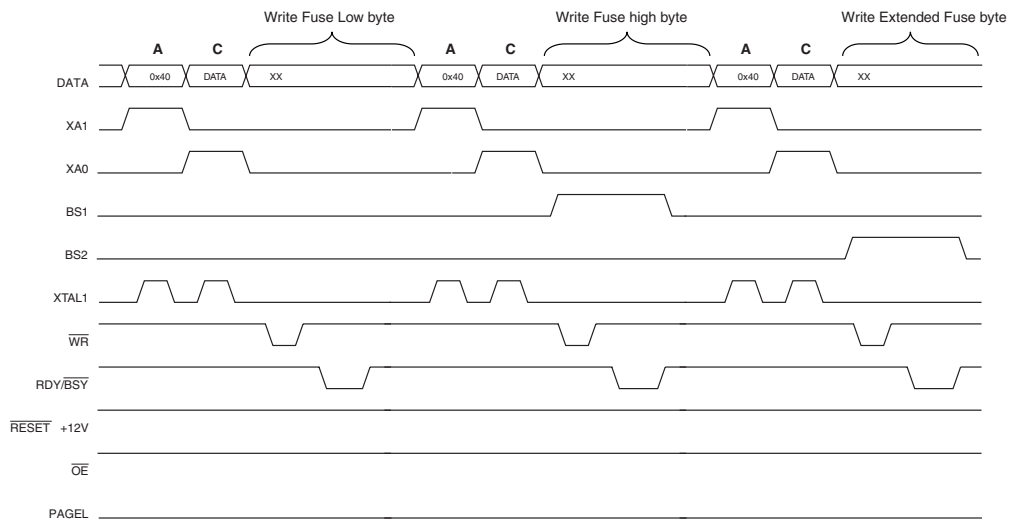 Write Fuse Low byte Write Fuse high byte Write Extended Fuse byte
A C A C A C
DATA 0x40 DATA XX 0x40 DATA XX 0x40 DATA XX
XA1
XA0
BS1
BS2
XTAL1
WR
RDY/BSY
RESET +12V
OE
PAGEL